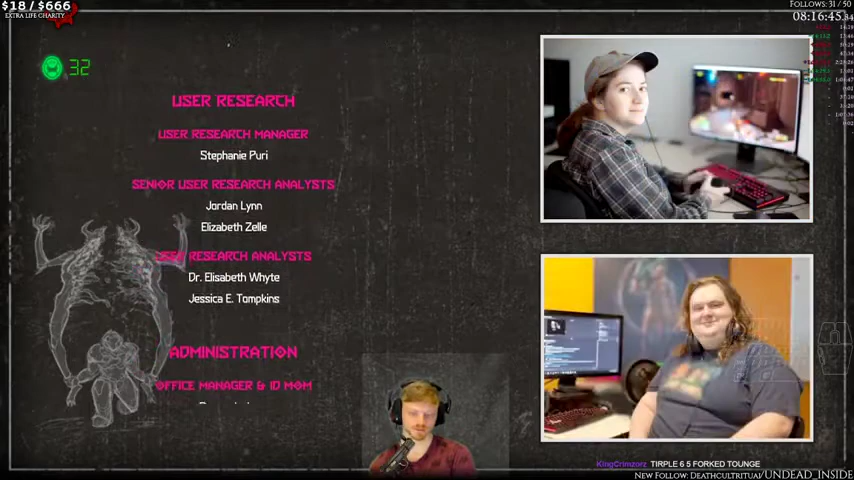 $18 / $666
EXTRA LIFE CHARITY
FOLLOWS: 31 / 50
08:16:45
32
USER RESEARCH
USER RESEARCH MANAGER
Stephanie Puri
SENIOR USER RESEARCH ANALYSTS
Jordan Lynn
Elizabeth Zelle
USER RESEARCH ANALYSTS
Dr. Elisabeth Whyte
Jessica E. Tompkins
ADMINISTRATION
OFFICE MANAGER & ID MOM
KingCrimzorz TIRPLE 6 5 FORKED TOUNGE
NEW FOLLOW: DEATHCULTRITUAL/UNDEAD_INSIDE